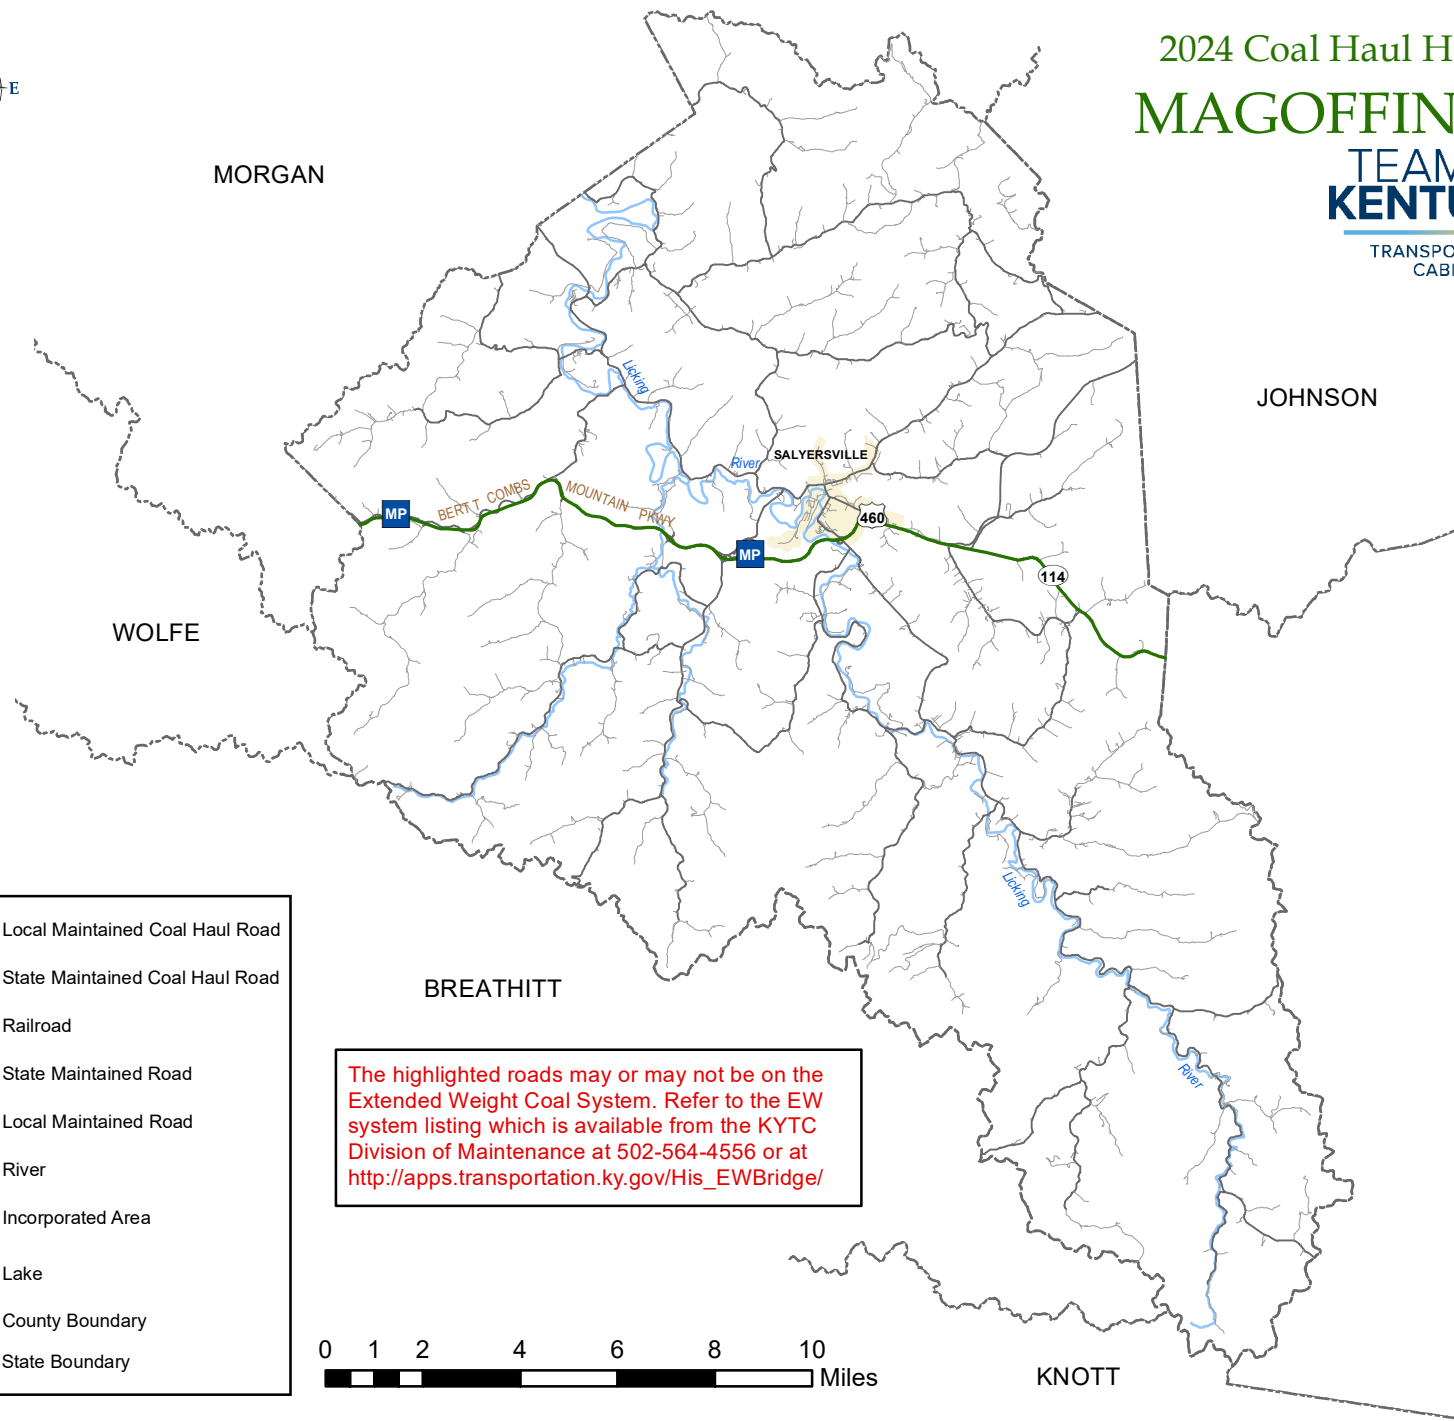 2024 Coal Haul H
MAGOFFIN
TEAM
KENTU
TRANSPO
CABI
E
MORGAN
JOHNSON
Licking
River
SALYERSVILLE
MP
BERT T COMBS
MOUNTAIN PKWY
MP
460
114
WOLFE
Licking
River
BREATHITT
KNOTT
Local Maintained Coal Haul Road
State Maintained Coal Haul Road
Railroad
State Maintained Road
Local Maintained Road
River
Incorporated Area
Lake
County Boundary
State Boundary
The highlighted roads may or may not be on the
Extended Weight Coal System. Refer to the EW
system listing which is available from the KYTC
Division of Maintenance at 502-564-4556 or at
http://apps.transportation.ky.gov/His_EWBridge/
0 1 2 4 6 8 10
Miles